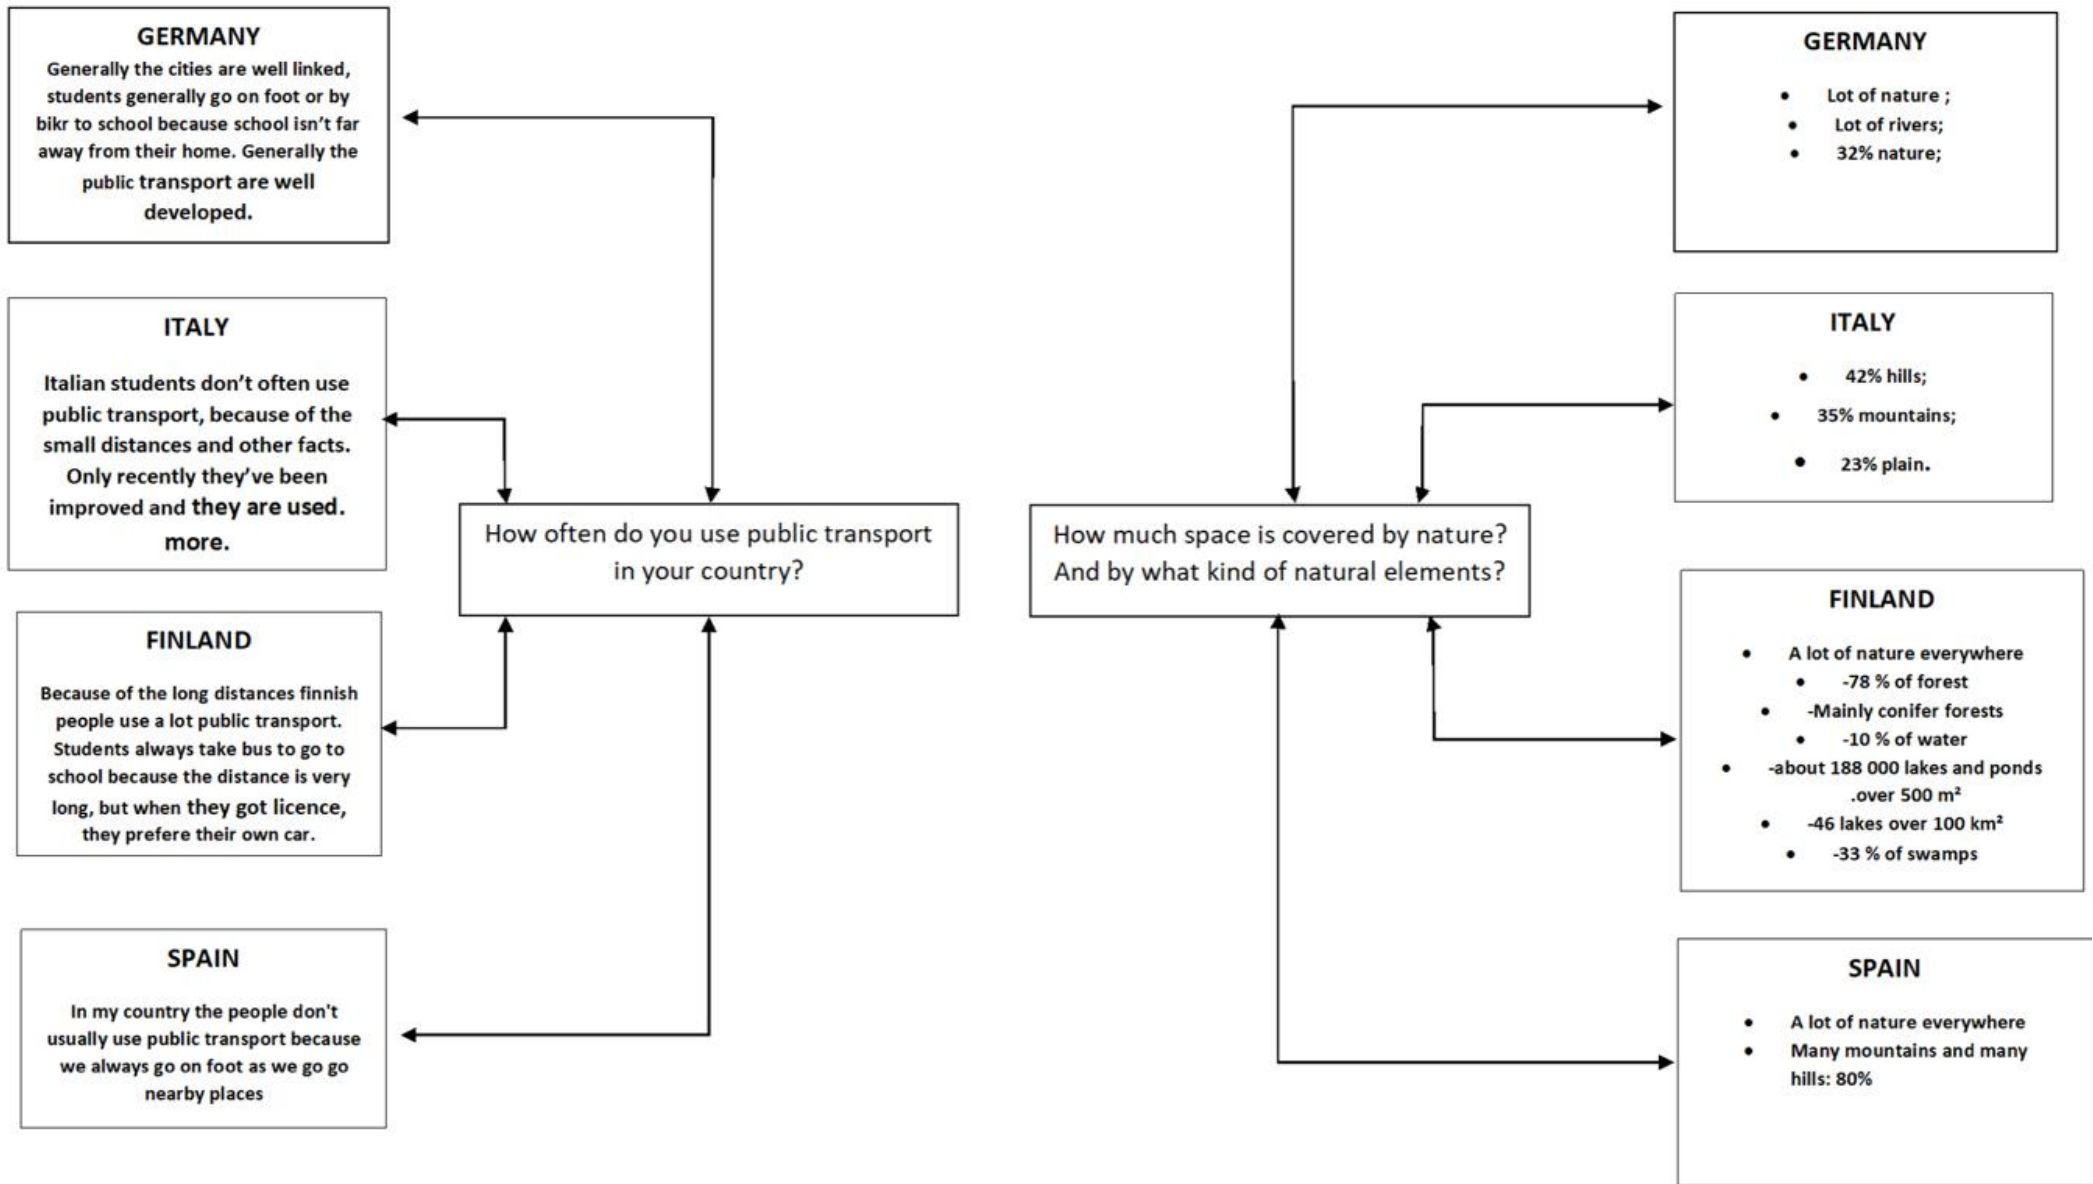 GERMANY
Generally the cities are well linked,
students generally go on foot or by
bikr to school because school isn't far
away from their home. Generally the
public transport are well
developed.
ITALY
Italian students don't often use
public transport, because of the
small distances and other facts.
Only recently they've been
improved and they are used.
more.
FINLAND
Because of the long distances finnish
people use a lot public transport.
Students always take bus to go to
school because the distance is very
long, but when they got licence,
they prefere their own car.
SPAIN
In my country the people don't
usually use public transport because
we always go on foot as we go go
nearby places
How often do you use public transport
in your country?
How much space is covered by nature?
And by what kind of natural elements?
GERMANY
• Lot of nature ;
• Lot of rivers;
• 32% nature;
ITALY
• 42% hills;
• 35% mountains;
• 23% plain.
FINLAND
• A lot of nature everywhere
• -78 % of forest
• -Mainly conifer forests
• -10 % of water
• -about 188 000 lakes and ponds
.over 500 m²
• -46 lakes over 100 km²
• -33 % of swamps
SPAIN
• A lot of nature everywhere
• Many mountains and many
hills: 80%